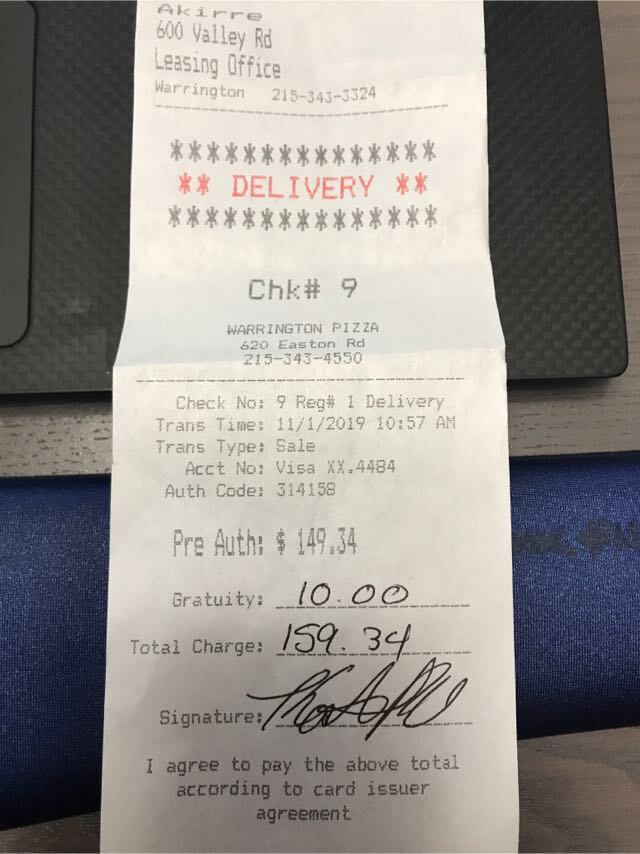 Akirre
600 Valley Rd
Leasing Office
Warrington 215-343-3324
***************
** DELIVERY **
***************
Chk# 9
WARRINGTON PIZZA
620 Easton Rd
215-343-4550
Check No: 9 Reg# 1 Delivery
Trans Time: 11/1/2019 10:57 AM
Trans Type: Sale
Acct No: Visa XX.4484
Auth Code: 314158
Pre Auth: $ 149.34
Gratuity: 10.00
Total Charge: 159.34
Signature:
I agree to pay the above total
according to card issuer
agreement